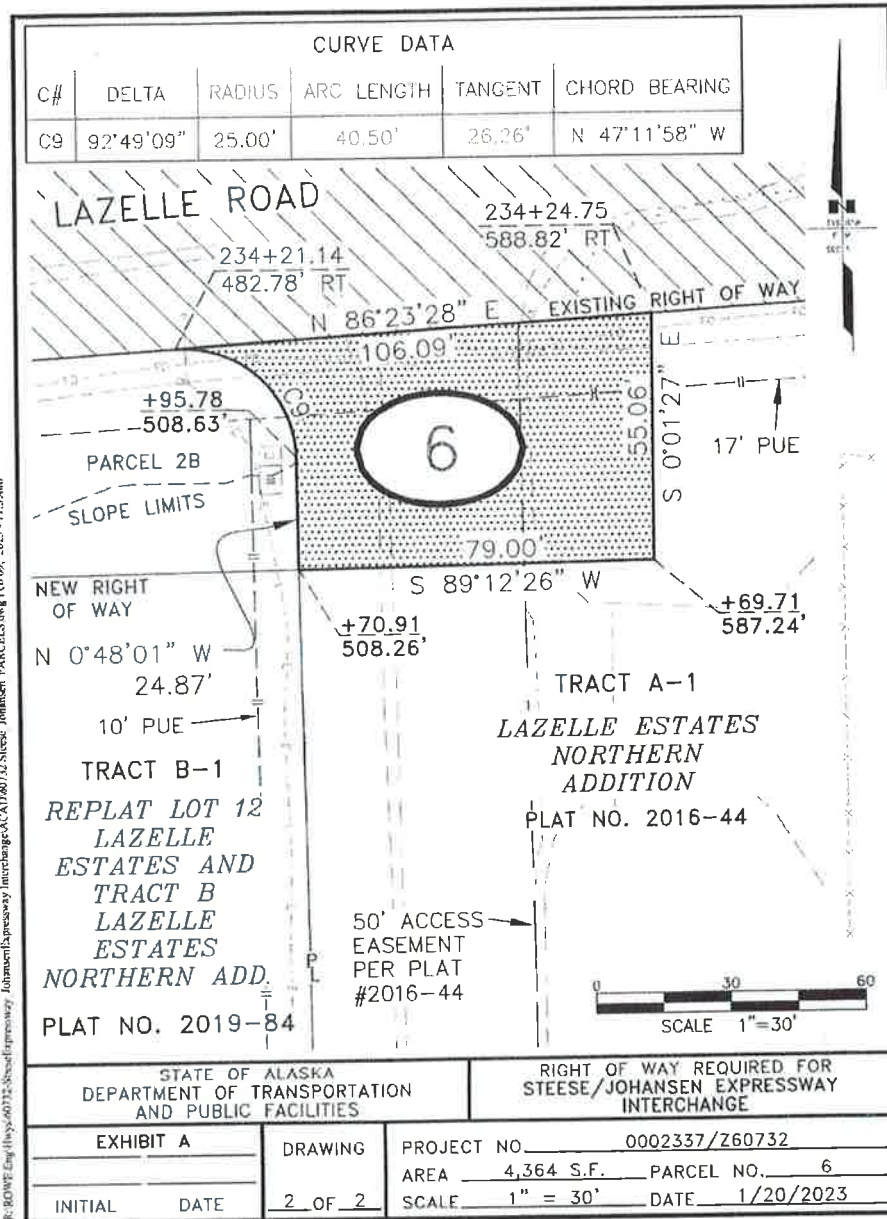 CURVE DATA
C# DELTA RADIUS ARC LENGTH TANGENT CHORD BEARING
C9 92°49'09" 25.00' 40.50' 26.26' N 47°11'58" W
LAZELLE ROAD
234+24.75
588.82' RT
234+21.14
482.78' RT
N 86°23'28" E
EXISTING RIGHT OF WAY
106.09'
C9
+95.78
508.63'
6
55.06'
S 0°01'27" E
17' PUE
PARCEL 2B
SLOPE LIMITS
79.00'
S 89°12'26" W
NEW RIGHT
OF WAY
+70.91
508.26'
+69.71
587.24'
N 0°48'01" W
24.87'
10' PUE
TRACT A-1
LAZELLE ESTATES
NORTHERN
ADDITION
PLAT NO. 2016-44
TRACT B-1
REPLAT LOT 12
LAZELLE
ESTATES AND
TRACT B
LAZELLE
ESTATES
NORTHERN ADD.
PLAT NO. 2019-84
50' ACCESS
EASEMENT
PER PLAT
#2016-44
PL
0 30 60
SCALE 1"=30'
STATE OF ALASKA
DEPARTMENT OF TRANSPORTATION
AND PUBLIC FACILITIES
RIGHT OF WAY REQUIRED FOR
STEESE/JOHANSEN EXPRESSWAY
INTERCHANGE
EXHIBIT A
INITIAL DATE
DRAWING
2 OF 2
PROJECT NO. 0002337/Z60732
AREA 4,364 S.F. PARCEL NO. 6
SCALE 1" = 30' DATE 1/20/2023